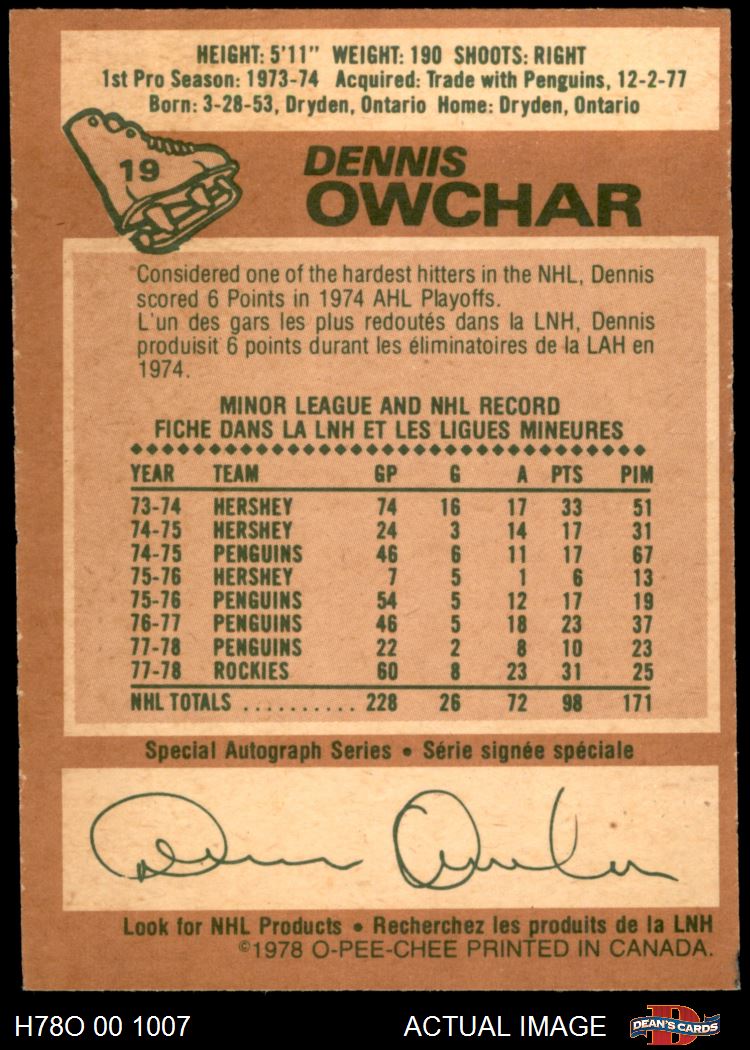 HEIGHT: 5'11" WEIGHT: 190 SHOOTS: RIGHT
1st Pro Season: 1973-74 Acquired: Trade with Penguins, 12-2-77
Born: 3-28-53, Dryden, Ontario Home: Dryden, Ontario
19
DENNIS
OWCHAR
Considered one of the hardest hitters in the NHL, Dennis
scored 6 Points in 1974 AHL Playoffs.
L'un des gars les plus redoutés dans la LNH, Dennis
produisit 6 points durant les éliminatoires de la LAH en
1974.
MINOR LEAGUE AND NHL RECORD
FICHE DANS LA LNH ET LES LIGUES MINEURES
YEAR TEAM GP G A PTS PIM
73-74 HERSHEY 74 16 17 33 51
74-75 HERSHEY 24 3 14 17 31
74-75 PENGUINS 46 6 11 17 67
75-76 HERSHEY 7 5 1 6 13
75-76 PENGUINS 54 5 12 17 19
76-77 PENGUINS 46 5 18 23 37
77-78 PENGUINS 22 2 8 10 23
77-78 ROCKIES 60 8 23 31 25
NHL TOTALS .......... 228 26 72 98 171
Special Autograph Series • Série signée spéciale
Dennis Owchar
Look for NHL Products • Recherchez les produits de la LNH
©1978 O-PEE-CHEE PRINTED IN CANADA.
H78O 00 1007 ACTUAL IMAGE DEAN'S CARDS